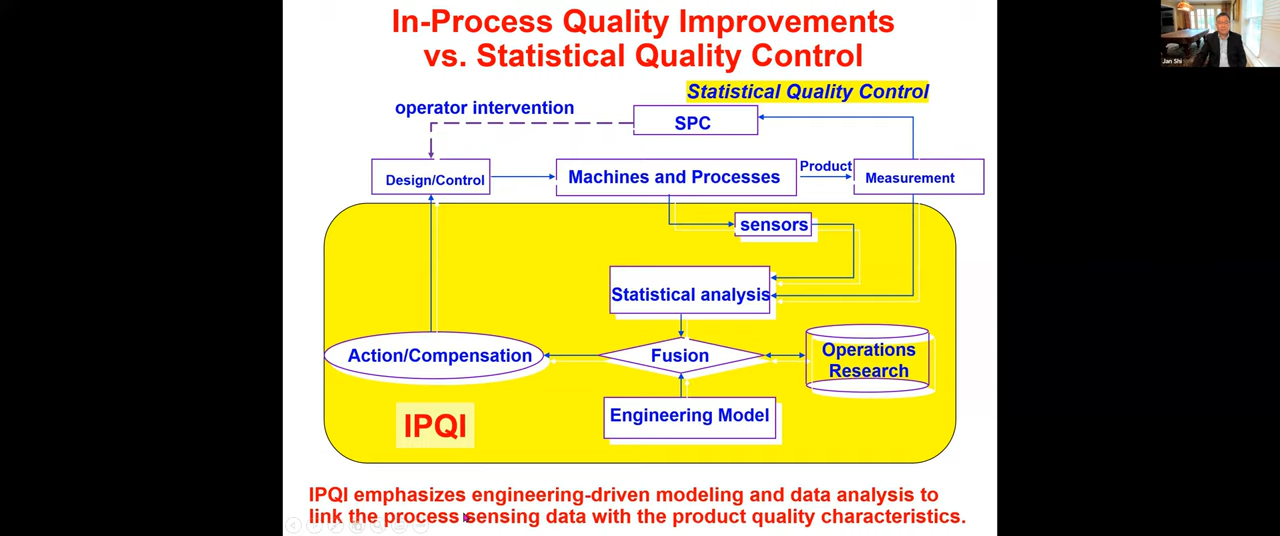 In-Process Quality Improvements
vs. Statistical Quality Control
Statistical Quality Control
operator intervention
SPC
Design/Control
Machines and Processes
Product
Measurement
sensors
Statistical analysis
Action/Compensation
Fusion
Operations
Research
Engineering Model
IPQI
IPQI emphasizes engineering-driven modeling and data analysis to
link the process sensing data with the product quality characteristics.
Jan Shi